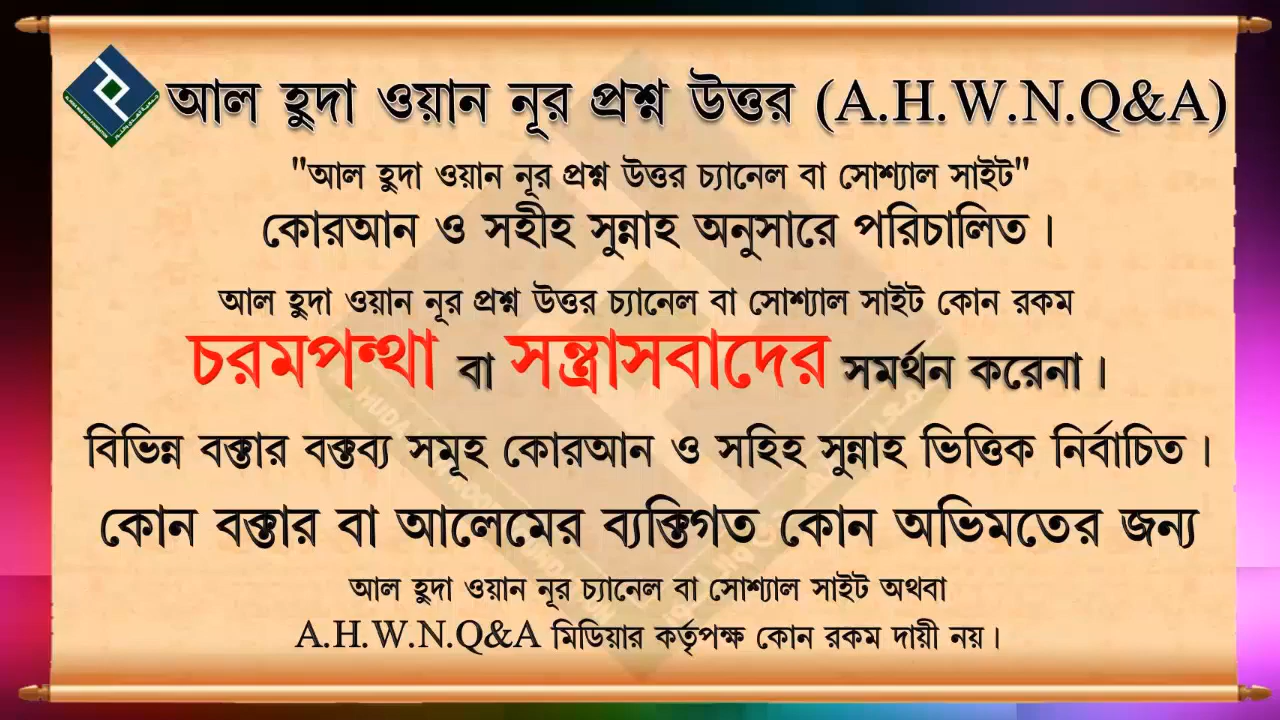 আল হুদা ওয়ান নূর প্রশ্ন উত্তর (A.H.W.N.Q&A)
"আল হুদা ওয়ান নূর প্রশ্ন উত্তর চ্যানেল বা সোশ্যাল সাইট"
কোরআন ও সহীহ সুন্নাহ অনুসারে পরিচালিত।
আল হুদা ওয়ান নূর প্রশ্ন উত্তর চ্যানেল বা সোশ্যাল সাইট কোন রকম
চরমপন্থা বা সন্ত্রাসবাদের সমর্থন করেনা।
বিভিন্ন বক্তার বক্তব্য সমূহ কোরআন ও সহিহ সুন্নাহ ভিত্তিক নির্বাচিত।
কোন বক্তার বা আলেমের ব্যক্তিগত কোন অভিমতের জন্য
আল হুদা ওয়ান নূর চ্যানেল বা সোশ্যাল সাইট অথবা
A.H.W.N.Q&A মিডিয়ার কর্তৃপক্ষ কোন রকম দায়ী নয়।